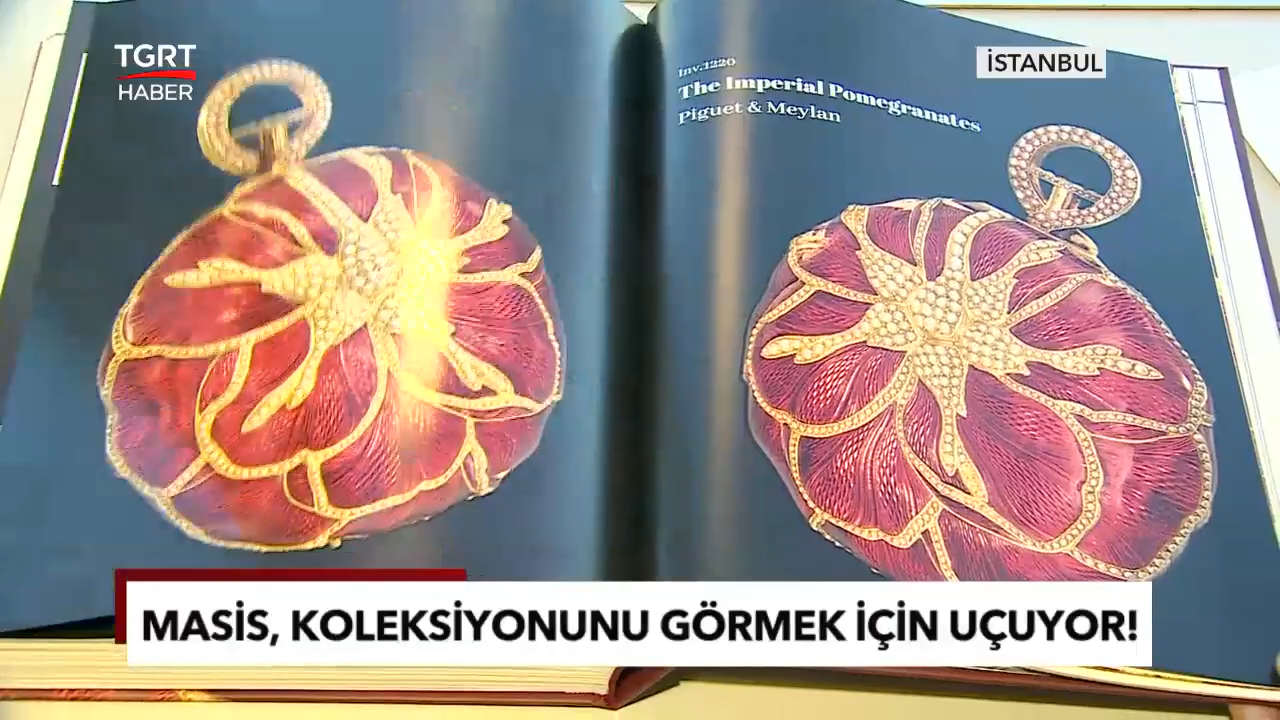 TGRT
HABER
İSTANBUL
Inv.1220
The Imperial Pomegranates
Piguet & Meylan
MASİS, KOLEKSİYONUNU GÖRMEK İÇİN UÇUYOR!